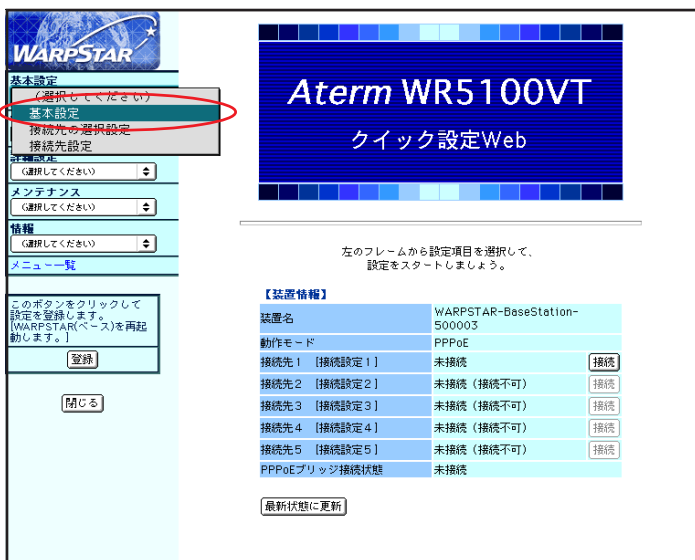 WARPSTAR
基本設定
(選択してください)
基本設定
接続先の選択設定
接続先設定
詳細設定
(選択してください)
メンテナンス
(選択してください)
情報
(選択してください)
メニュー一覧
このボタンをクリックして
設定を登録します。
[WARPSTAR(ベース)を再起
動します。]
登録
閉じる
Aterm WR5100VT
クイック設定Web
左のフレームから設定項目を選択して、
設定をスタートしましょう。
【装置情報】
装置名 WARPSTAR-BaseStation-
500003
動作モード PPPoE
接続先1 [接続設定1] 未接続 接続
接続先2 [接続設定2] 未接続(接続不可) 接続
接続先3 [接続設定3] 未接続(接続不可) 接続
接続先4 [接続設定4] 未接続(接続不可) 接続
接続先5 [接続設定5] 未接続(接続不可) 接続
PPPoEブリッジ接続状態 未接続
最新状態に更新